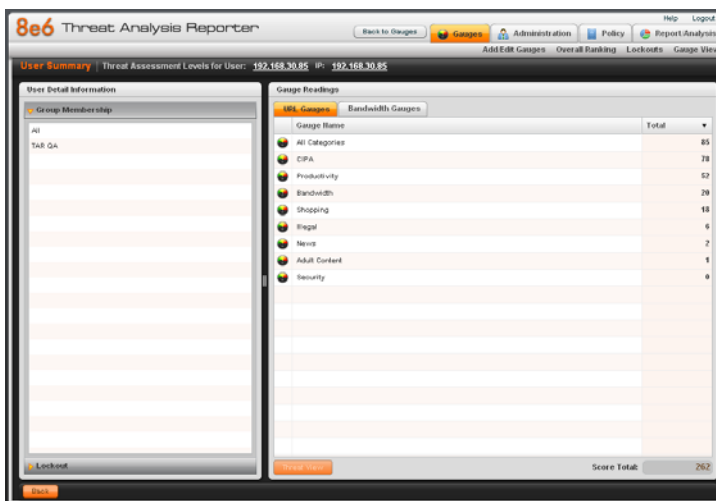 Help Logout
8e6 Threat Analysis Reporter
Back to Gauges Gauges Administration Policy Report/Analysis
Add/Edit Gauges Overall Ranking Lockouts Gauge View
User Summary Threat Assessment Levels for User: 192.168.30.85 IP: 192.168.30.85
User Detail Information
Group Membership
All
TAR QA
Lockout
Gauge Readings
URL Gauges Bandwidth Gauges
Gauge Name Total
All Categories 85
CIPA 78
Productivity 52
Bandwidth 20
Shopping 18
Illegal 6
News 2
Adult Content 1
Security 0
Threat View Score Total: 262
Back